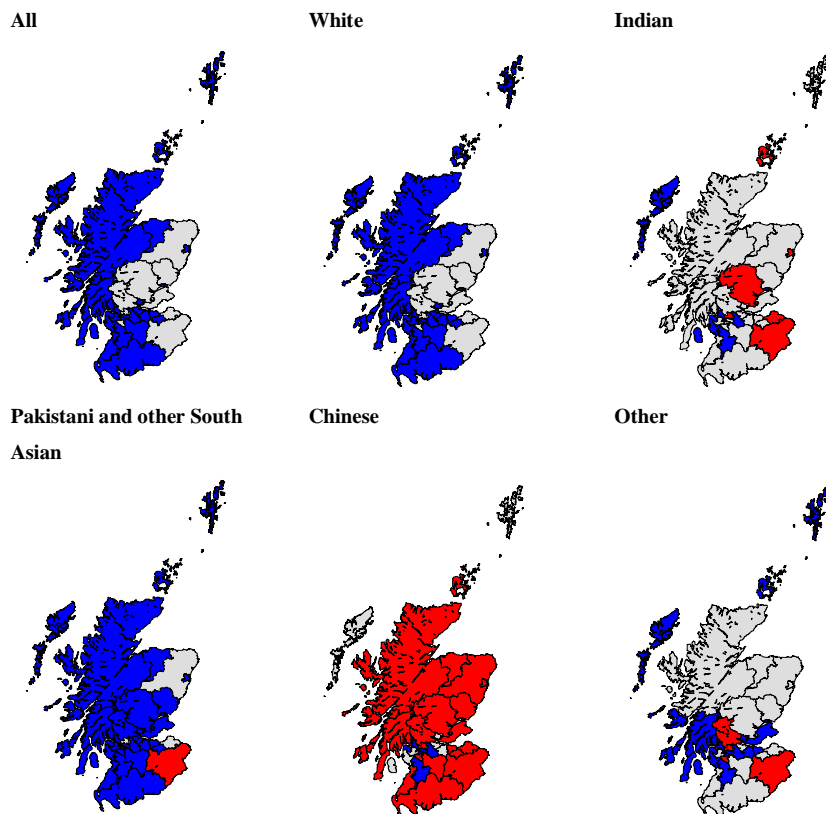 All
White
Indian
Pakistani and other South
Asian
Chinese
Other